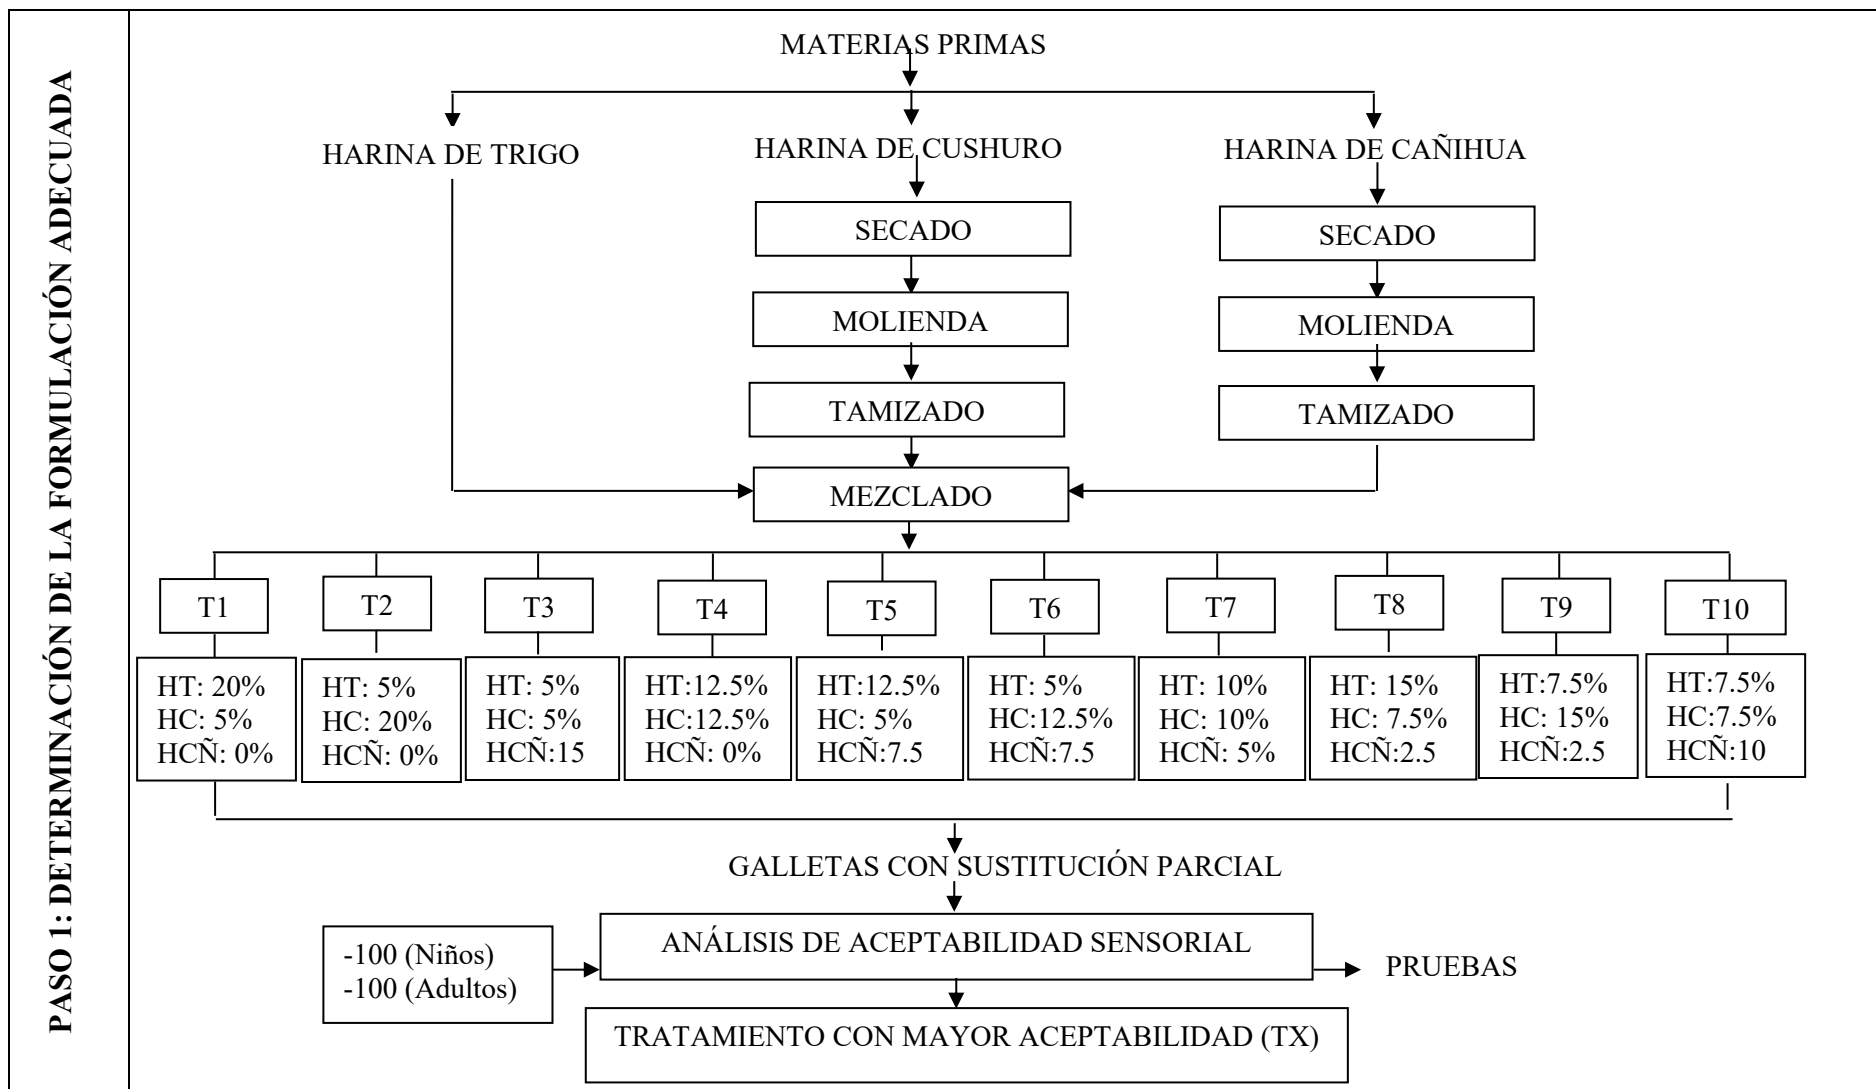 PASO 1: DETERMINACIÓN DE LA FORMULACIÓN ADECUADA
MATERIAS PRIMAS
HARINA DE TRIGO
HARINA DE CUSHURO
HARINA DE CAÑIHUA
SECADO
SECADO
MOLIENDA
MOLIENDA
TAMIZADO
TAMIZADO
MEZCLADO
T1
T2
T3
T4
T5
T6
T7
T8
T9
T10
HT: 20%
HC: 5%
HCÑ: 0%
HT: 5%
HC: 20%
HCÑ: 0%
HT: 5%
HC: 5%
HCÑ:15
HT:12.5%
HC:12.5%
HCÑ: 0%
HT:12.5%
HC: 5%
HCÑ:7.5
HT: 5%
HC:12.5%
HCÑ:7.5
HT: 10%
HC: 10%
HCÑ: 5%
HT: 15%
HC: 7.5%
HCÑ:2.5
HT:7.5%
HC: 15%
HCÑ:2.5
HT:7.5%
HC:7.5%
HCÑ:10
GALLETAS CON SUSTITUCIÓN PARCIAL
-100 (Niños)
-100 (Adultos)
ANÁLISIS DE ACEPTABILIDAD SENSORIAL
PRUEBAS
TRATAMIENTO CON MAYOR ACEPTABILIDAD (TX)